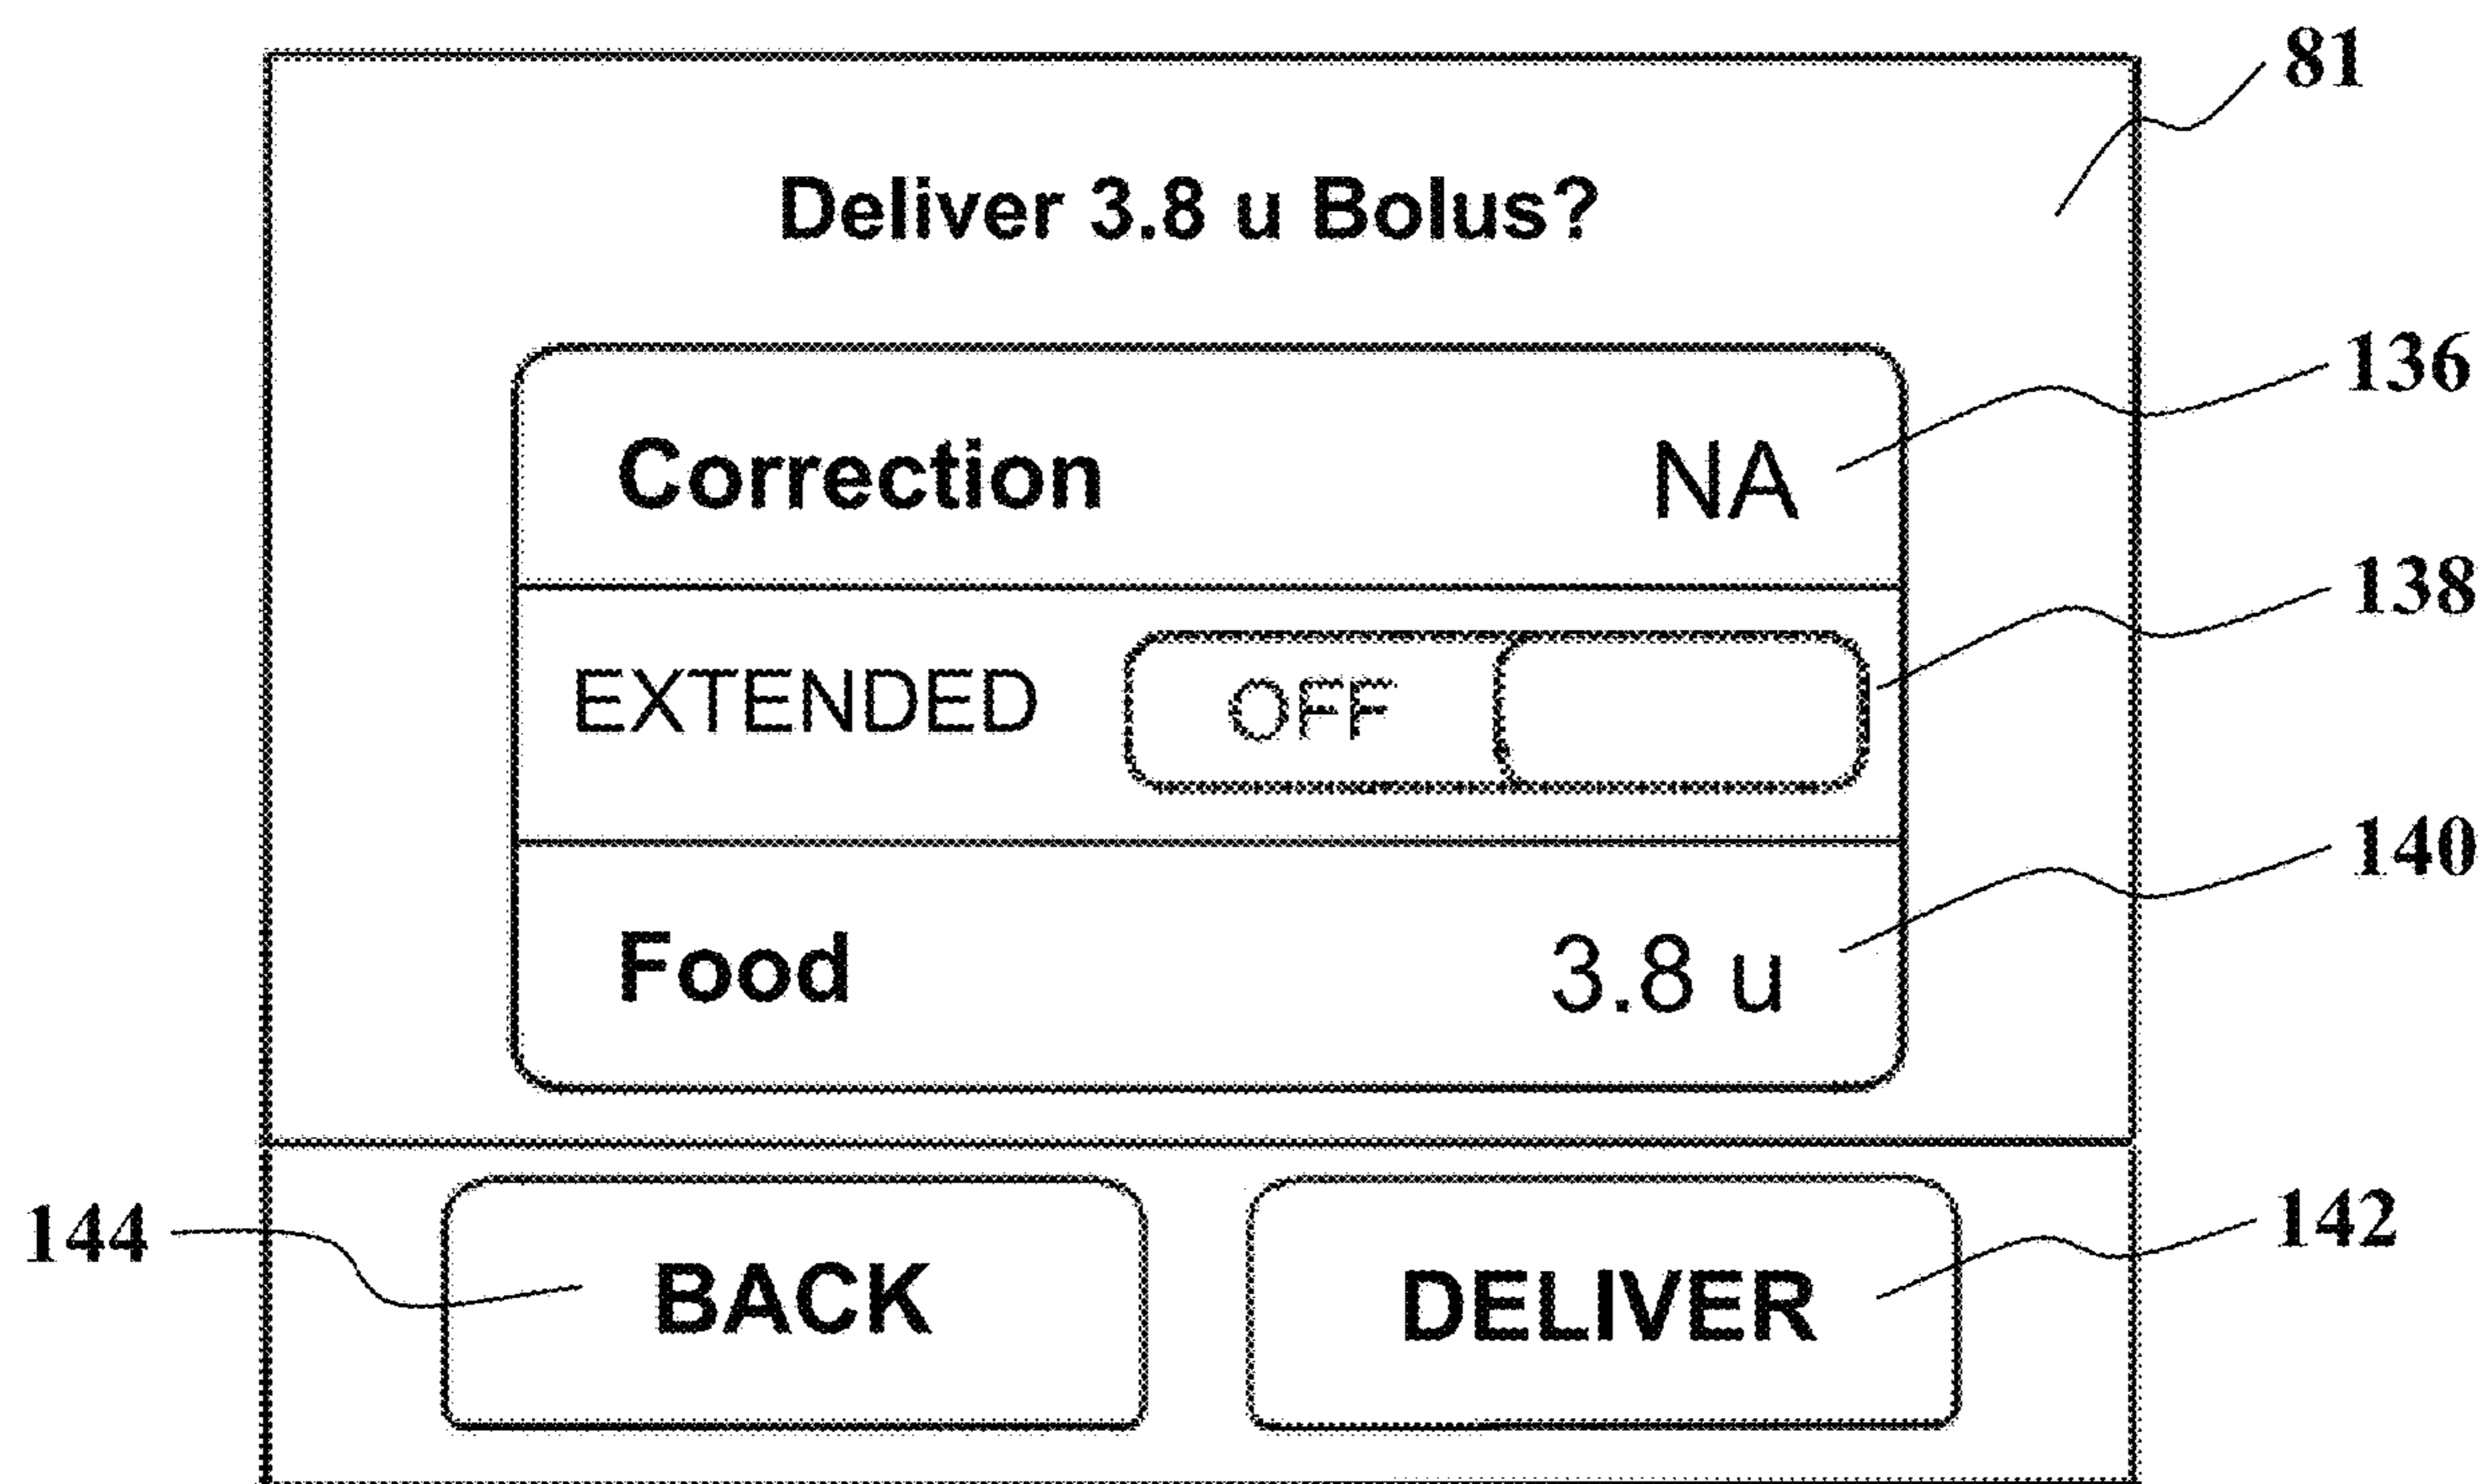 81
Deliver 3.8 u Bolus?
Correction NA 136
EXTENDED OFF 138
Food 3.8 u 140
144 BACK DELIVER 142